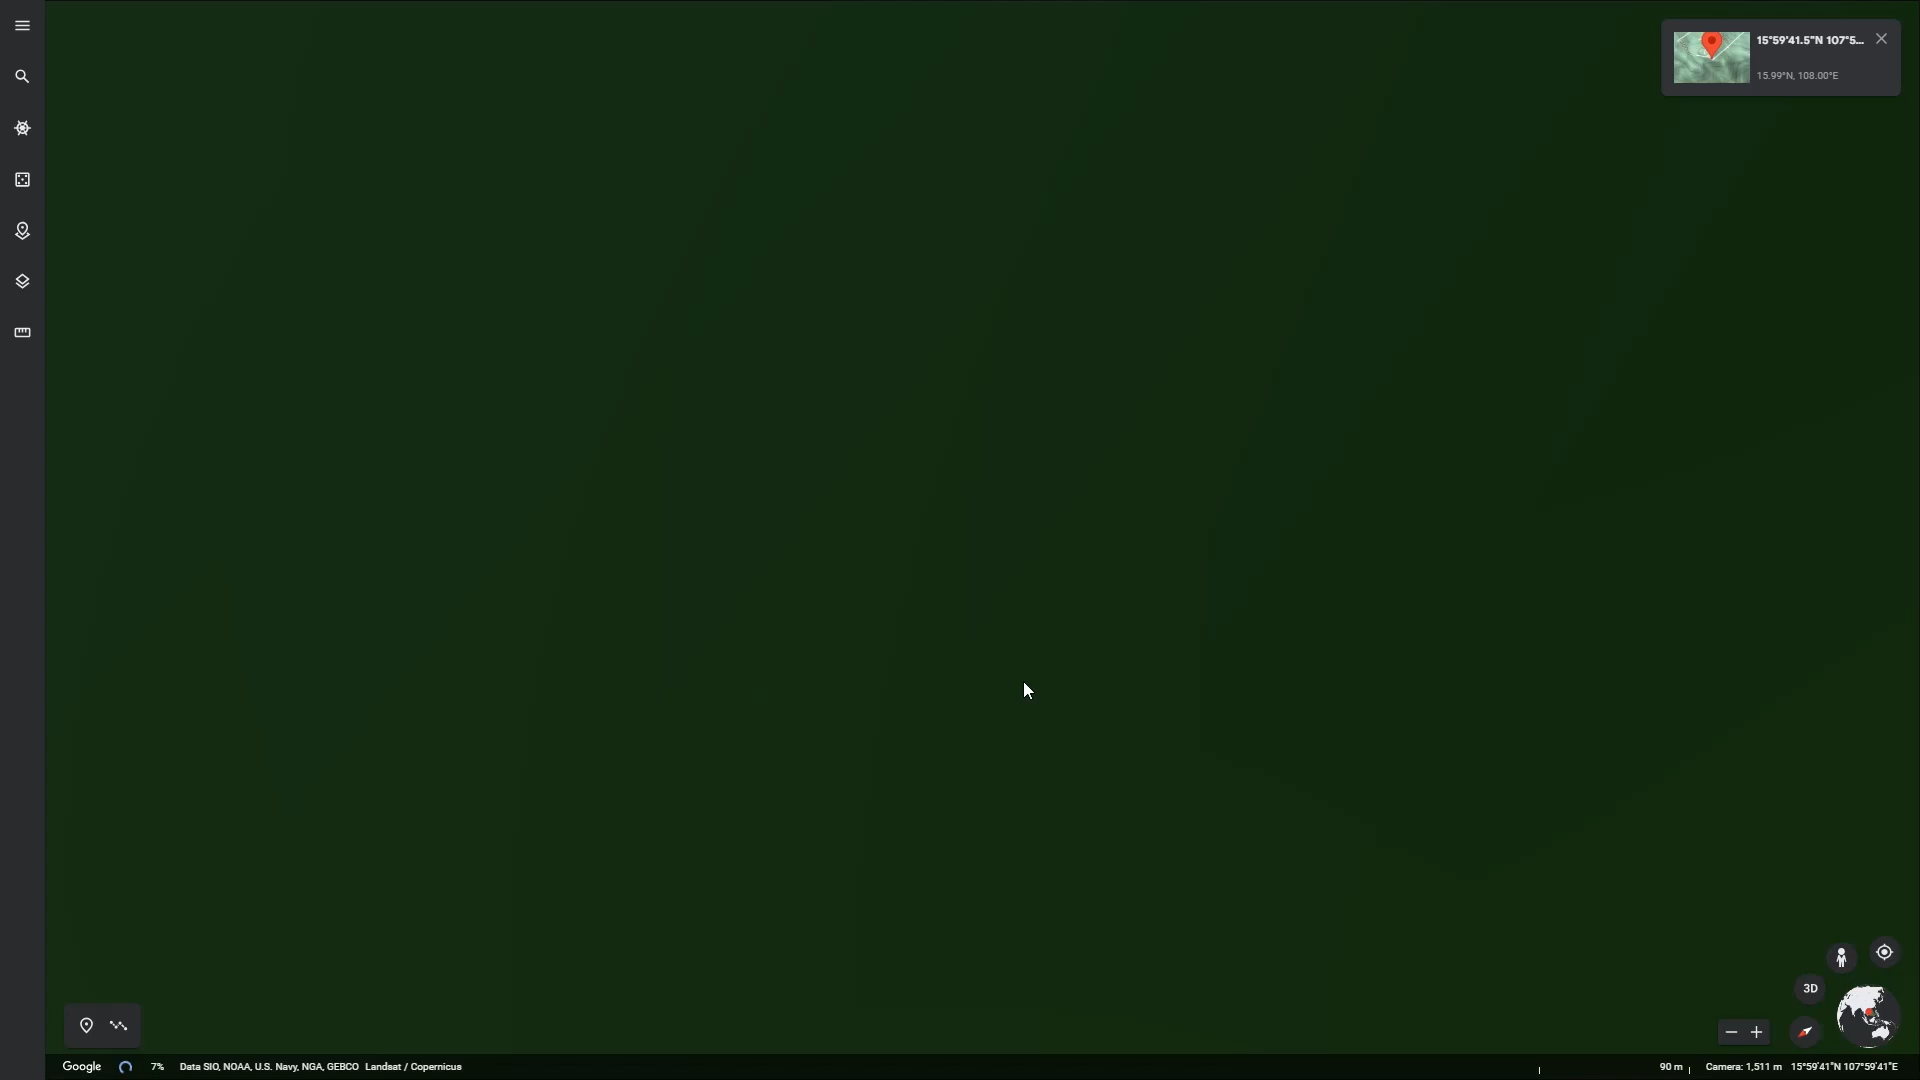 15°59'41.5"N 107°5...
15.99°N, 108.00°E
3D
Google
7%
Data SIO, NOAA, U.S. Navy, NGA, GEBCO Landsat / Copernicus
90 m
Camera: 1,511 m 15°59'41"N 107°59'41"E